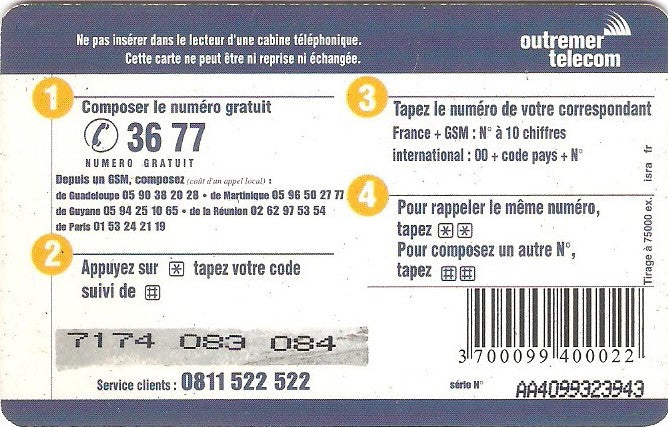 Ne pas insérer dans le lecteur d'une cabine téléphonique.
Cette carte ne peut être ni reprise ni échangée.
outremer
telecom
1
Composer le numéro gratuit
36 77
NUMERO GRATUIT
Depuis un GSM, composez (coût d'un appel local) :
de Guadeloupe 05 90 38 20 28 • de Martinique 05 96 50 27 77
de Guyane 05 94 25 10 65 • de la Réunion 02 62 97 53 54
de Paris 01 53 24 21 19
2
Appuyez sur * tapez votre code
suivi de #
7174 083 084
Service clients : 0811 522 522
3
Tapez le numéro de votre correspondant
France + GSM : N° à 10 chiffres
international : 00 + code pays + N°
4
Pour rappeler le même numéro,
tapez * *
Pour composez un autre N°,
tapez # #
Tirage à 75000 ex. isra fr
3 700099 400022
série N° AA4099323943